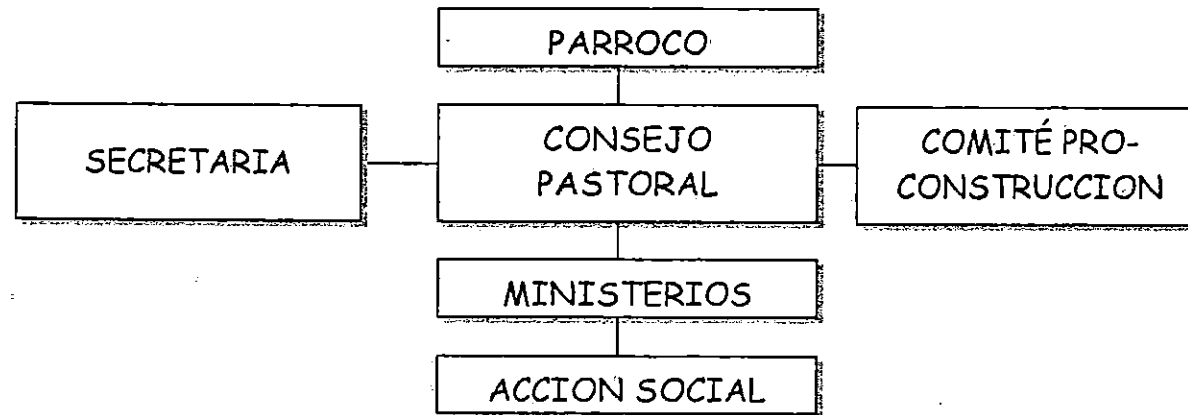 PARROCO
SECRETARIA
CONSEJO
PASTORAL
COMITÉ PRO-
CONSTRUCCION
MINISTERIOS
ACCION SOCIAL